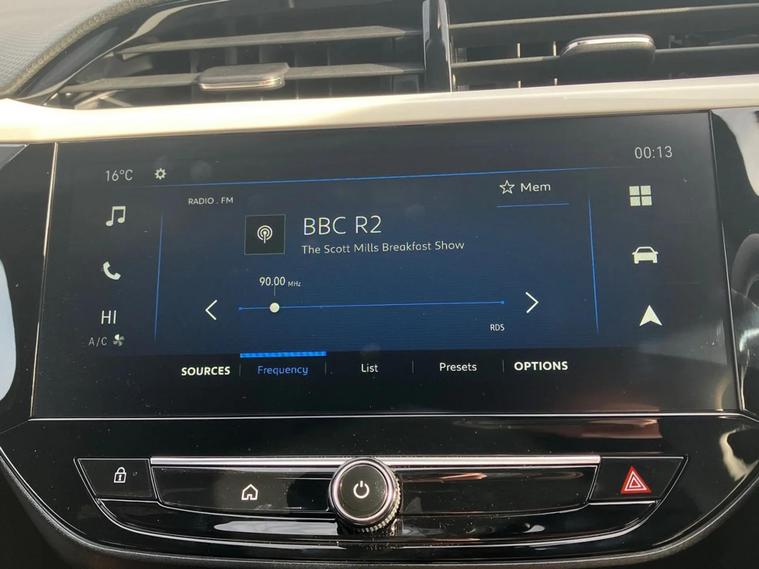 16°C
00:13
RADIO . FM
Mem
BBC R2
The Scott Mills Breakfast Show
90.00 MHz
HI
A/C
RDS
SOURCES
Frequency
List
Presets
OPTIONS